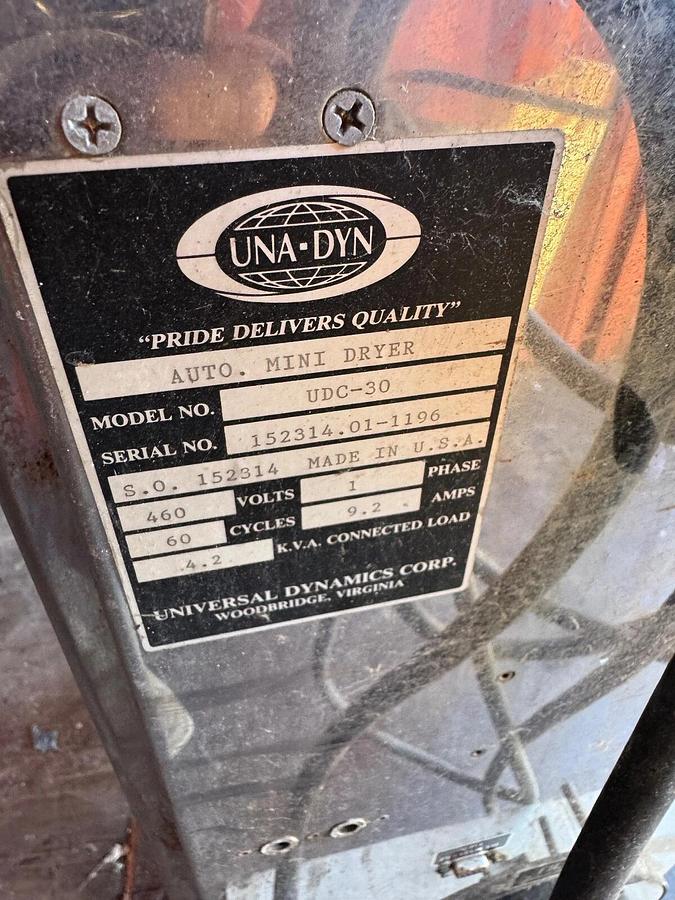 UNA-DYN
"PRIDE DELIVERS QUALITY"
AUTO. MINI DRYER
MODEL NO. UDC-30
SERIAL NO. 152314.01-1196
S.O. 152314 MADE IN U.S.A.
460 VOLTS 1 PHASE
60 CYCLES 9.2 AMPS
4.2 K.V.A. CONNECTED LOAD
UNIVERSAL DYNAMICS CORP.
WOODBRIDGE, VIRGINIA